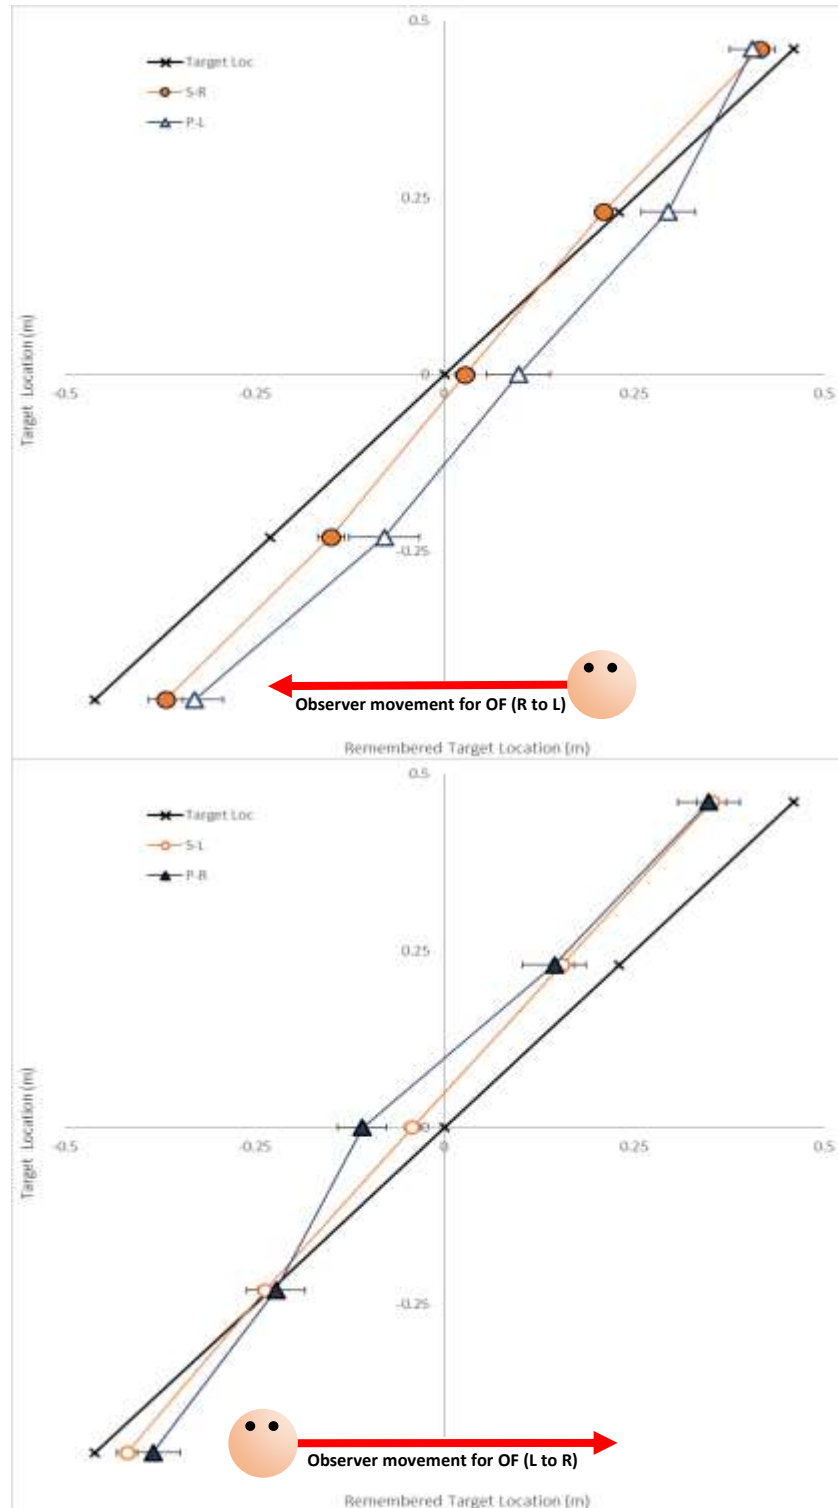 0.5
Target Loc
S-R
P-L
0.25
Target Location (m)
0
-0.5
-0.25
0
0.25
0.5
-0.25
Observer movement for OF (R to L)
Remembered Target Location (m)
0.5
Target Loc
S-L
P-R
0.25
Target Location (m)
0
-0.5
-0.25
0
0.25
0.5
-0.25
Observer movement for OF (L to R)
Remembered Target Location (m)